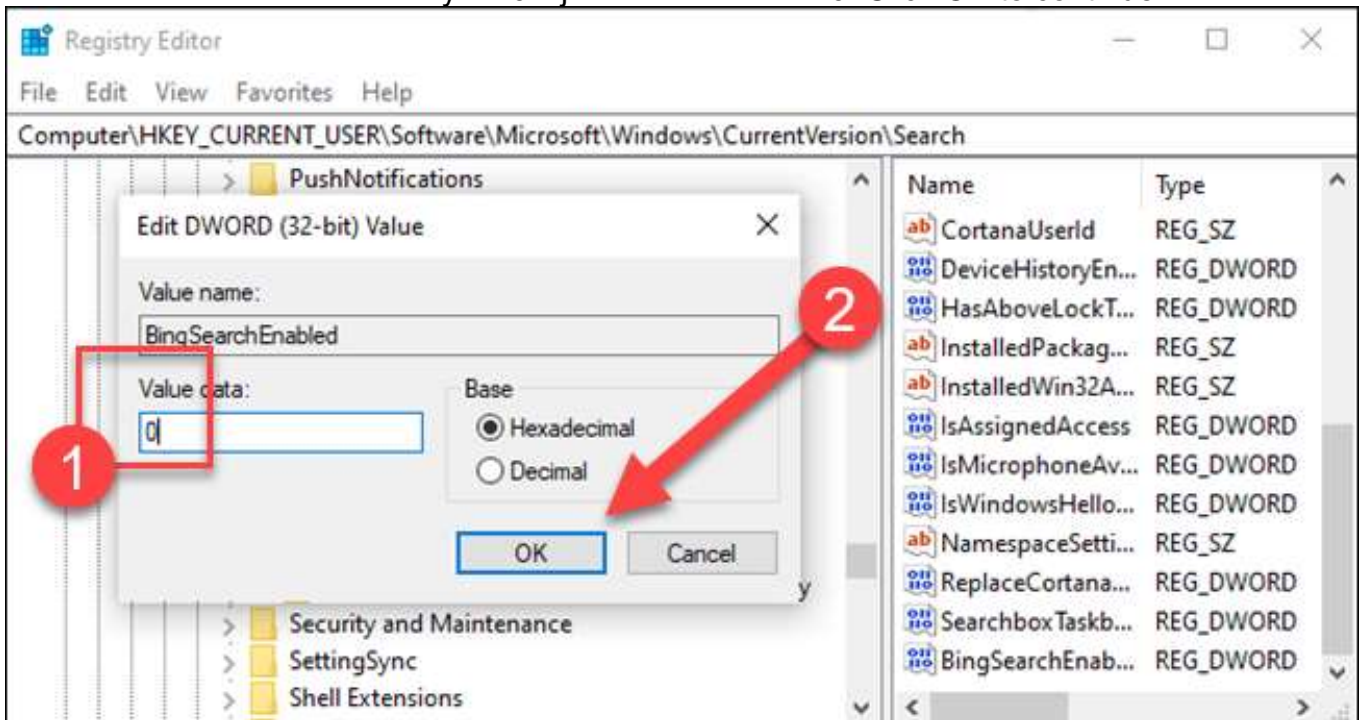 Registry Editor
File Edit View Favorites Help
Computer\HKEY_CURRENT_USER\Software\Microsoft\Windows\CurrentVersion\Search
PushNotifications
Edit DWORD (32-bit) Value
Value name:
BingSearchEnabled
Value data:
0
Base
Hexadecimal
Decimal
OK Cancel
1
2
y
Security and Maintenance
SettingSync
Shell Extensions
Name Type
CortanaUserId REG_SZ
DeviceHistoryEn... REG_DWORD
HasAboveLockT... REG_DWORD
InstalledPackag... REG_SZ
InstalledWin32A... REG_SZ
IsAssignedAccess REG_DWORD
IsMicrophoneAv... REG_DWORD
IsWindowsHello... REG_DWORD
NamespaceSetti... REG_SZ
ReplaceCortana... REG_DWORD
SearchboxTaskb... REG_DWORD
BingSearchEnab... REG_DWORD